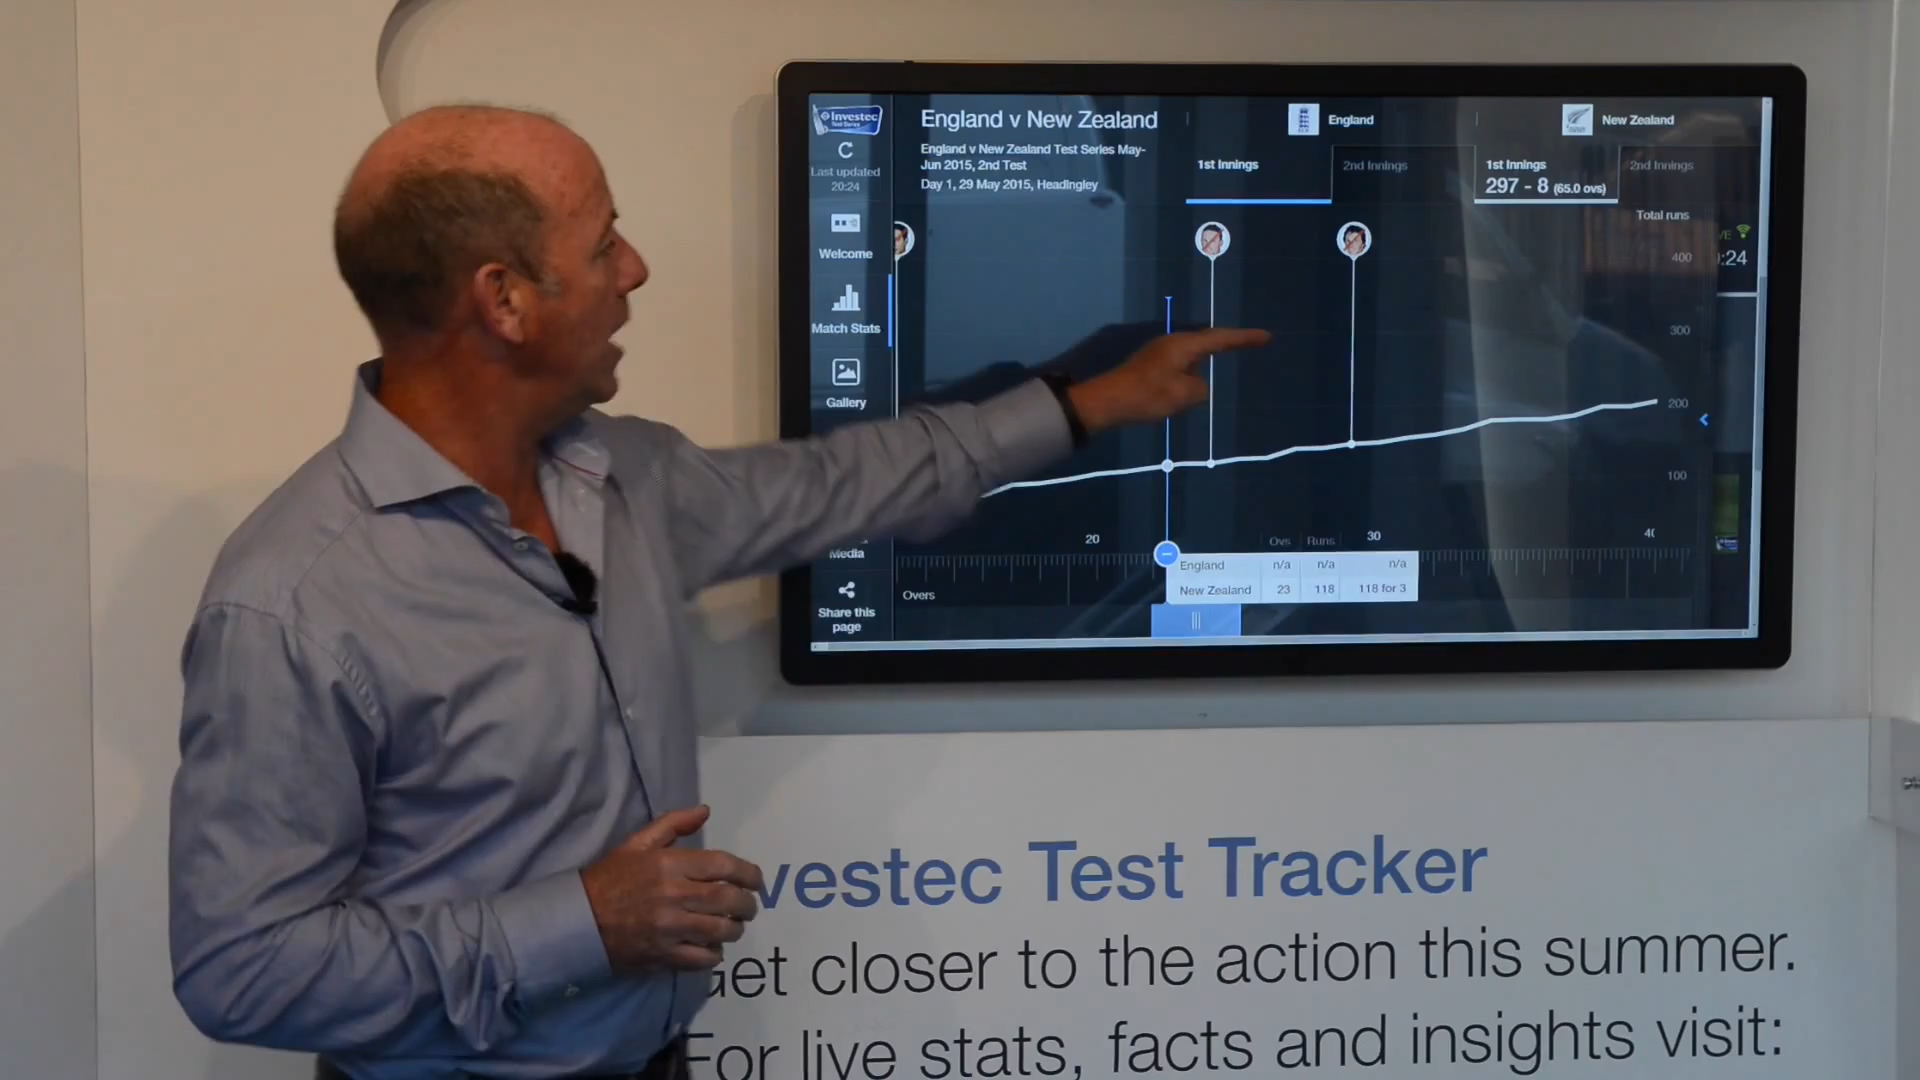 Investec
Test Series
England v New Zealand
England
New Zealand
Last updated
20:24
England v New Zealand Test Series May-
Jun 2015, 2nd Test
Day 1, 29 May 2015, Headingley
1st Innings
2nd Innings
1st Innings
297 - 8 (65.0 ovs)
2nd Innings
Total runs
Welcome
400
:24
Match Stats
300
Gallery
200
100
20
Ovs
Runs
30
Media
England
n/a
n/a
n/a
Overs
New Zealand
23
118
118 for 3
Share this
page
vestec Test Tracker
Get closer to the action this summer.
For live stats, facts and insights visit: